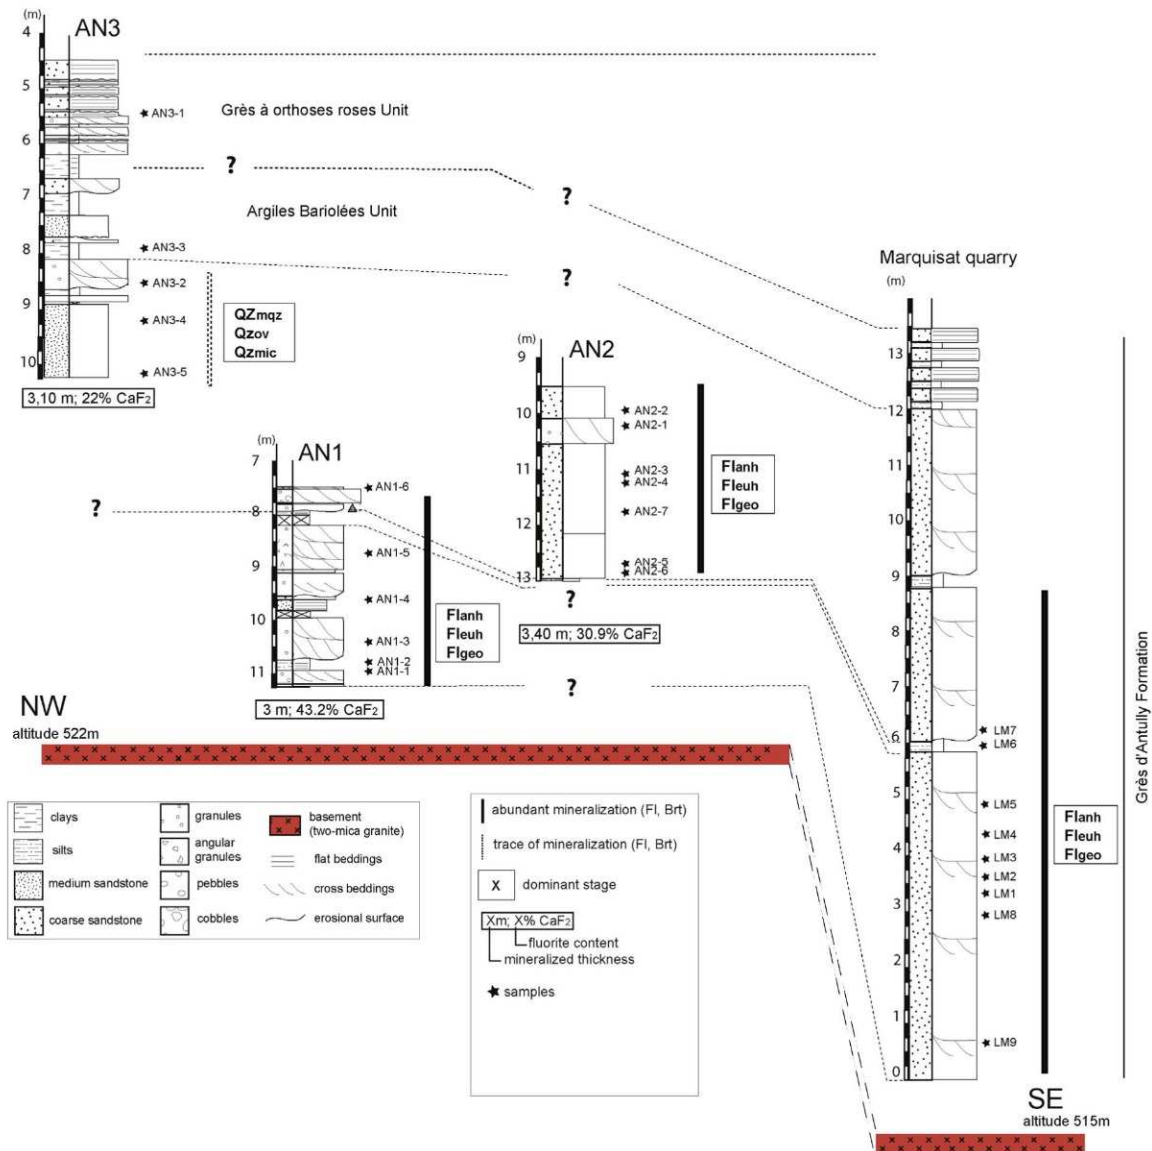 (m)
AN3
4
5
6
7
8
9
10
AN3-1
AN3-3
AN3-2
AN3-4
AN3-5
Grès à orthoses roses Unit
?
?
Argiles Bariolées Unit
?
QZmqz
Qzov
Qzmic
3,10 m; 22% CaF2
Marquisat quarry
(m)
13
12
11
10
9
8
7
6
5
4
3
2
1
0
LM7
LM6
LM5
LM4
LM3
LM2
LM1
LM8
LM9
Flanh
Fleuh
Flgeo
Grès d'Antully Formation
(m)
AN2
9
10
11
12
13
AN2-2
AN2-1
AN2-3
AN2-4
AN2-7
AN2-5
AN2-6
Flanh
Fleuh
Flgeo
?
3,40 m; 30.9% CaF2
(m)
AN1
7
8
9
10
11
?
AN1-6
AN1-5
AN1-4
AN1-3
AN1-2
AN1-1
Flanh
Fleuh
Flgeo
?
3 m; 43.2% CaF2
NW
altitude 522m
SE
altitude 515m
clays
silts
medium sandstone
coarse sandstone
granules
angular
granules
pebbles
cobbles
basement
(two-mica granite)
flat beddings
cross beddings
erosional surface
abundant mineralization (Fl, Brt)
trace of mineralization (Fl, Brt)
X dominant stage
Xm; X% CaF2
fluorite content
mineralized thickness
samples